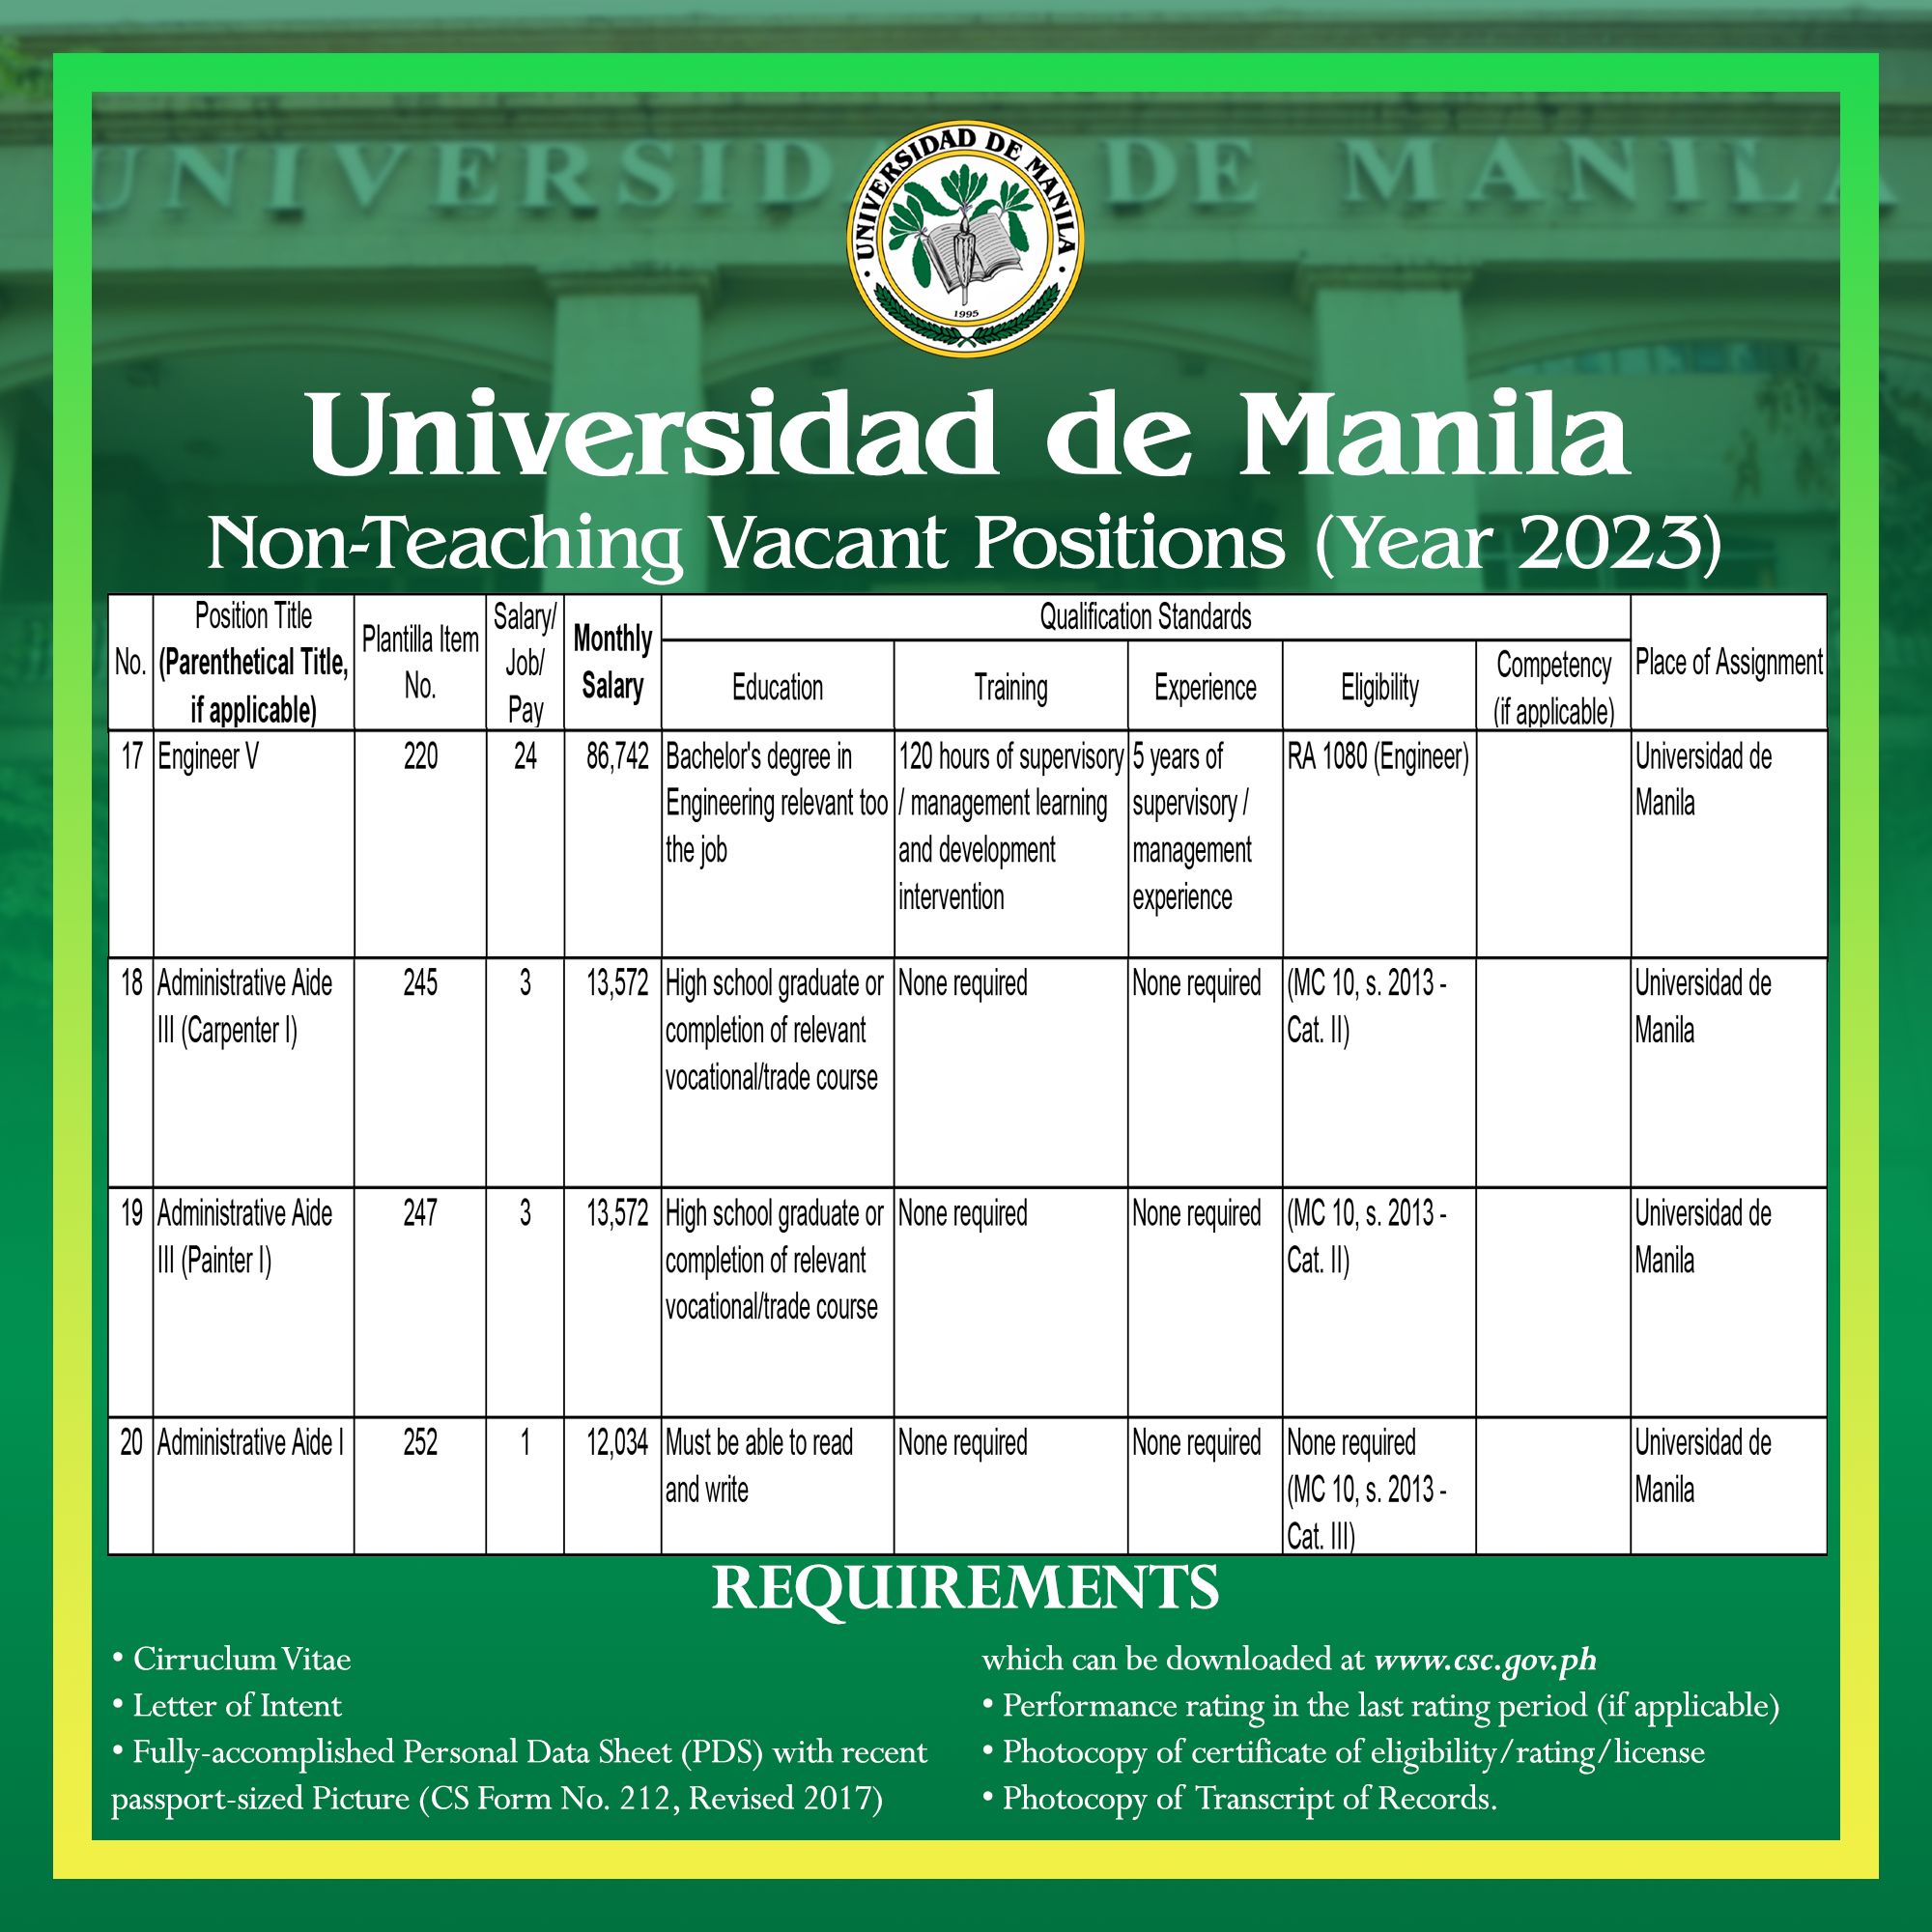 UNIVERSID DE MANILA
UNIVERSIDAD DE MANILA
1995
Universidad de Manila
Non-Teaching Vacant Positions (Year 2023)
No.
Position Title
(Parenthetical Title,
if applicable)
Plantilla Item
No.
Salary/
Job/
Pay
Monthly
Salary
Qualification Standards
Education
Training
Experience
Eligibility
Competency
(if applicable)
Place of Assignment
17
Engineer V
220
24
86,742
Bachelor's degree in
Engineering relevant too
the job
120 hours of supervisory
/ management learning
and development
intervention
5 years of
supervisory /
management
experience
RA 1080 (Engineer)
Universidad de
Manila
18
Administrative Aide
III (Carpenter I)
245
3
13,572
High school graduate or
completion of relevant
vocational/trade course
None required
None required
(MC 10, s. 2013 -
Cat. II)
Universidad de
Manila
19
Administrative Aide
III (Painter I)
247
3
13,572
High school graduate or
completion of relevant
vocational/trade course
None required
None required
(MC 10, s. 2013 -
Cat. II)
Universidad de
Manila
20
Administrative Aide I
252
1
12,034
Must be able to read
and write
None required
None required
None required
(MC 10, s. 2013 -
Cat. III)
Universidad de
Manila
REQUIREMENTS
• Cirruclum Vitae
• Letter of Intent
• Fully-accomplished Personal Data Sheet (PDS) with recent
passport-sized Picture (CS Form No. 212, Revised 2017)
which can be downloaded at www.csc.gov.ph
• Performance rating in the last rating period (if applicable)
• Photocopy of certificate of eligibility/rating/license
• Photocopy of Transcript of Records.